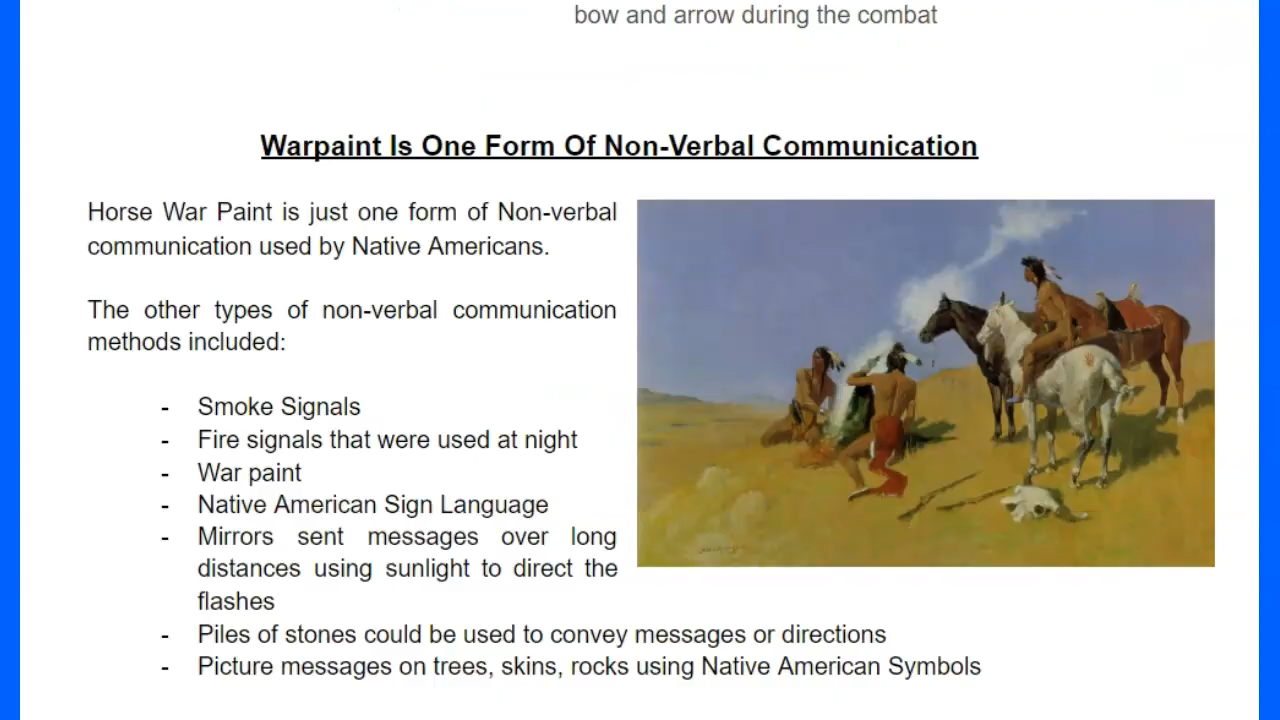 bow and arrow during the combat
Warpaint Is One Form Of Non-Verbal Communication
Horse War Paint is just one form of Non-verbal
communication used by Native Americans.
The other types of non-verbal communication
methods included:
- Smoke Signals
- Fire signals that were used at night
- War paint
- Native American Sign Language
- Mirrors sent messages over long
distances using sunlight to direct the
flashes
- Piles of stones could be used to convey messages or directions
- Picture messages on trees, skins, rocks using Native American Symbols